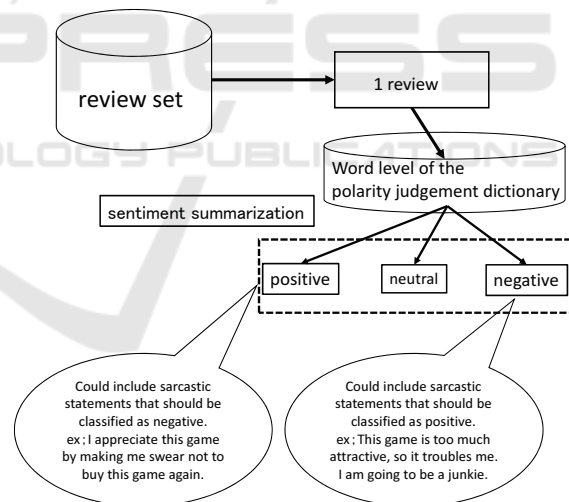 PRESS
OLOGY PUBLICATIONS
review set
1 review
Word level of the
polarity judgement dictionary
sentiment summarization
positive
neutral
negative
Could include sarcastic
statements that should be
classified as negative.
ex ; I appreciate this game
by making me swear not to
buy this game again.
Could include sarcastic
statements that should be
classified as positive.
ex ; This game is too much
attractive, so it troubles me.
I am going to be a junkie.